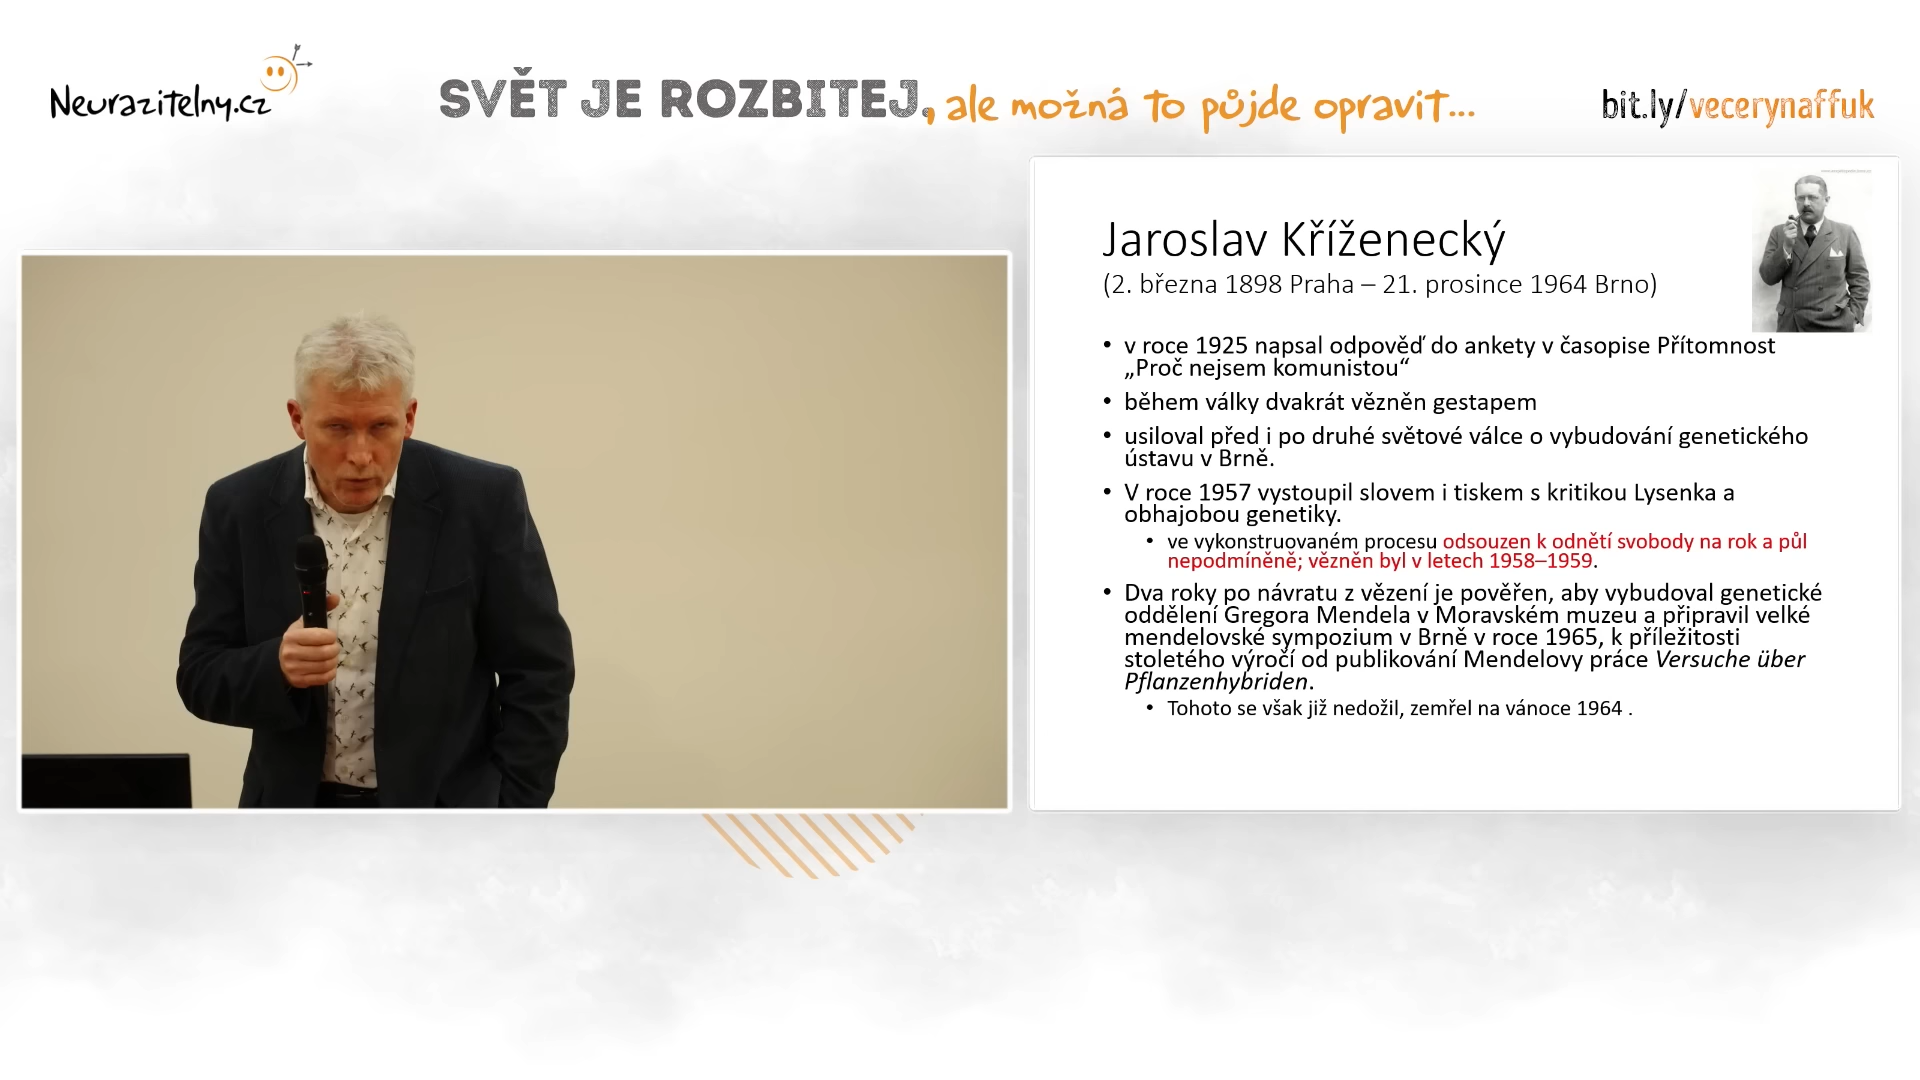 Neurazitelny.cz
SVĚT JE ROZBITEJ, ale možná to půjde opravit...
bit.ly/vecerynaffuk
Jaroslav Kříženecký
(2. března 1898 Praha – 21. prosince 1964 Brno)
• v roce 1925 napsal odpověď do ankety v časopise Přítomnost
„Proč nejsem komunistou“
• během války dvakrát vězněn gestapem
• usiloval před i po druhé světové válce o vybudování genetického
ústavu v Brně.
• V roce 1957 vystoupil slovem i tiskem s kritikou Lysenka a
obhajobou genetiky.
• ve vykonstruovaném procesu odsouzen k odnětí svobody na rok a půl
nepodmíněně; vězněn byl v letech 1958–1959.
• Dva roky po návratu z vězení je pověřen, aby vybudoval genetické
oddělení Gregora Mendela v Moravském muzeu a připravil velké
mendelovské sympozium v Brně v roce 1965, k příležitosti
stoletého výročí od publikování Mendelovy práce Versuche über
Pflanzenhybriden.
• Tohoto se však již nedožil, zemřel na vánoce 1964 .